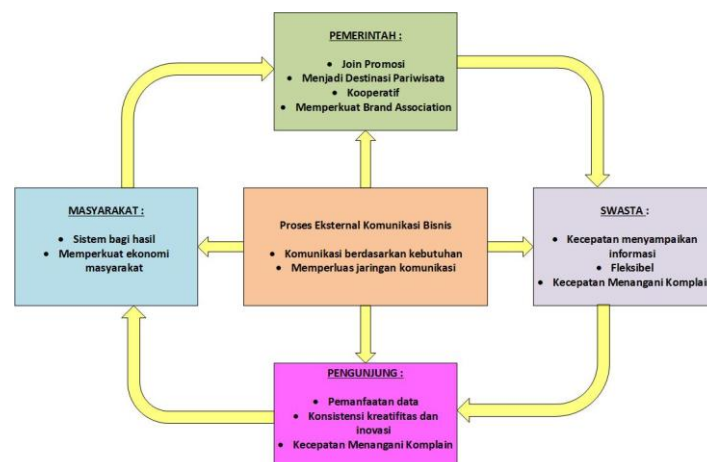 PEMERINTAH :
• Join Promosi
• Menjadi Destinasi Pariwisata
• Kooperatif
• Memperkuat Brand Association
MASYARAKAT :
• Sistem bagi hasil
• Memperkuat ekonomi
masyarakat
Proses Eksternal Komunikasi Bisnis
• Komunikasi berdasarkan kebutuhan
• Memperluas jaringan komunikasi
SWASTA :
• Kecepatan menyampaikan
informasi
• Fleksibel
• Kecepatan Menangani Komplain
PENGUNJUNG :
• Pemanfaatan data
• Konsistensi kreatifitas dan
inovasi
• Kecepatan Menangani Komplain